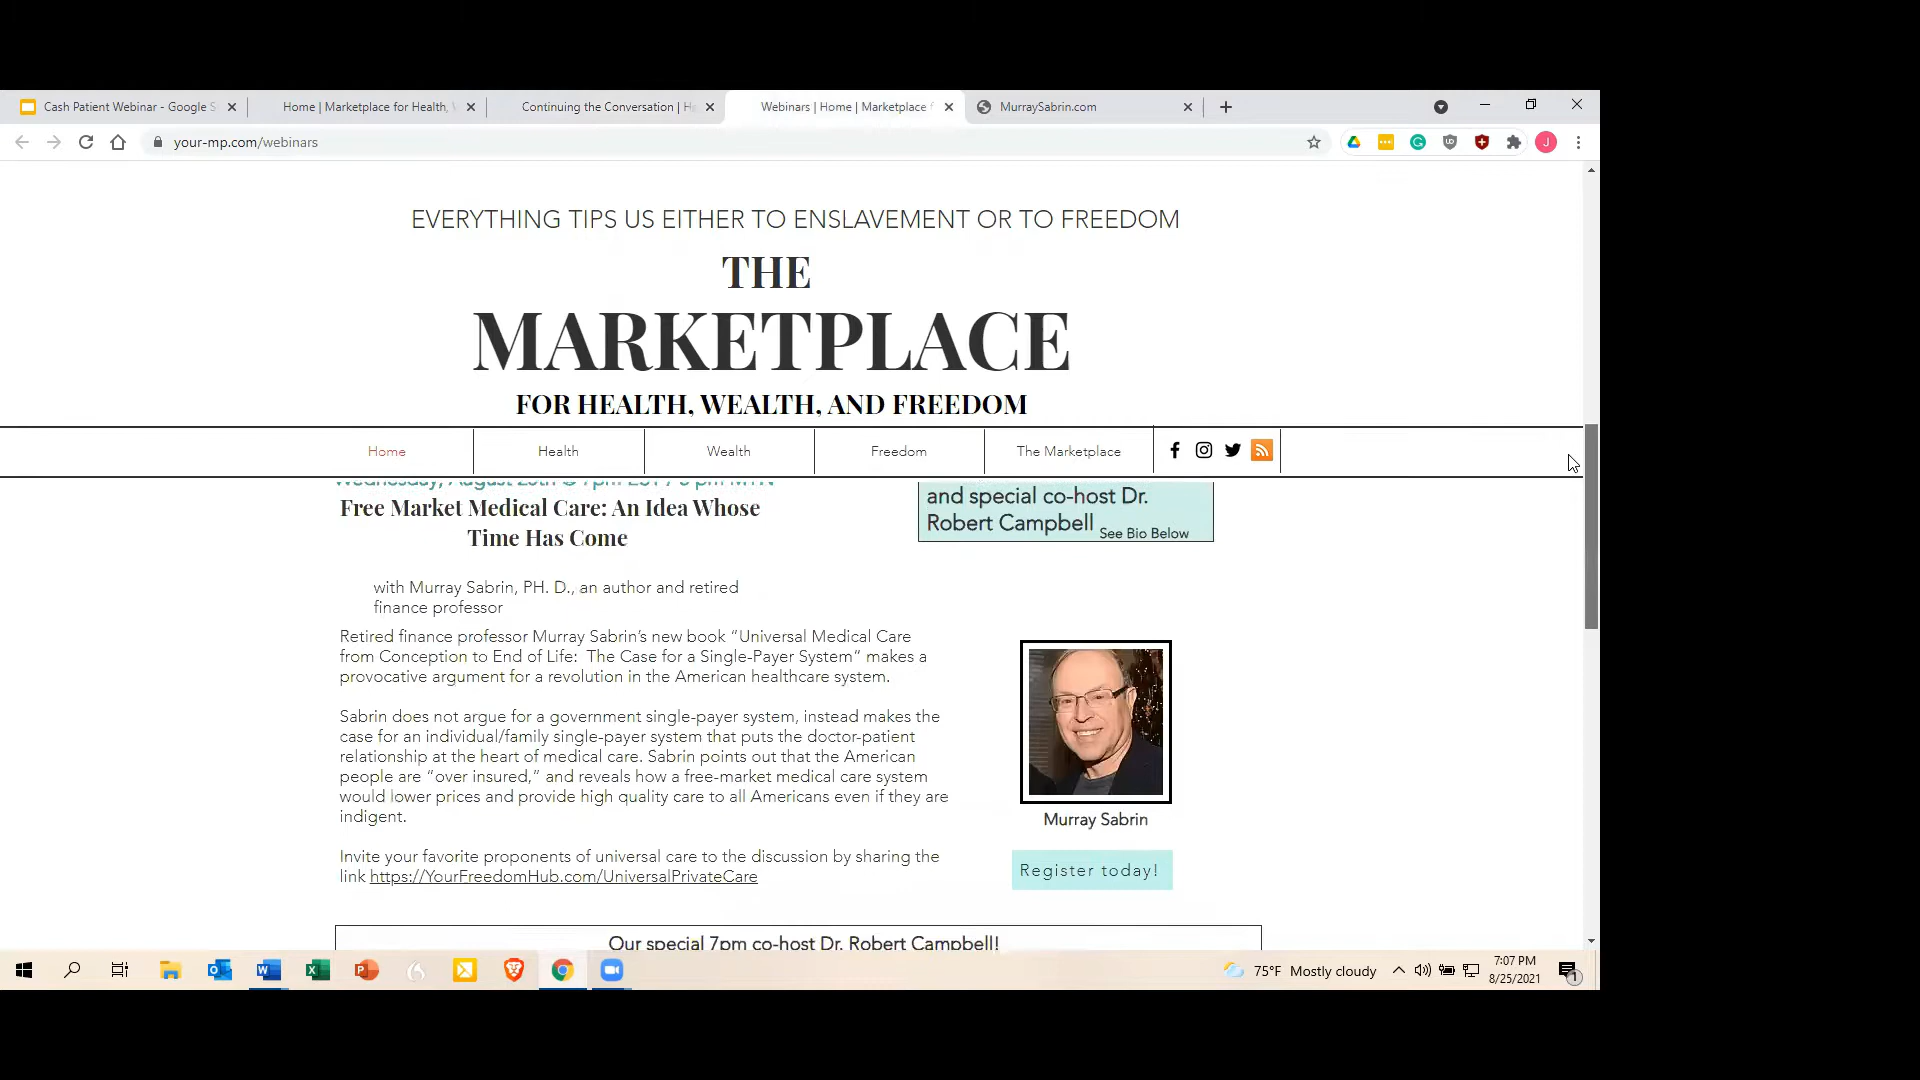 Cash Patient Webinar - Google S
Home | Marketplace for Health,
Continuing the Conversation | H
Webinars | Home | Marketplace f
MurraySabrin.com
your-mp.com/webinars
J
EVERYTHING TIPS US EITHER TO ENSLAVEMENT OR TO FREEDOM
THE
MARKETPLACE
FOR HEALTH, WEALTH, AND FREEDOM
Home
Health
Wealth
Freedom
The Marketplace
Free Market Medical Care: An Idea Whose
Time Has Come
and special co-host Dr.
Robert Campbell See Bio Below
with Murray Sabrin, PH. D., an author and retired
finance professor
Retired finance professor Murray Sabrin's new book “Universal Medical Care
from Conception to End of Life:  The Case for a Single-Payer System“ makes a
provocative argument for a revolution in the American healthcare system.
Sabrin does not argue for a government single-payer system, instead makes the
case for an individual/family single-payer system that puts the doctor-patient
relationship at the heart of medical care. Sabrin points out that the American
people are “over insured,” and reveals how a free-market medical care system
would lower prices and provide high quality care to all Americans even if they are
indigent.
Invite your favorite proponents of universal care to the discussion by sharing the
link https://YourFreedomHub.com/UniversalPrivateCare
Murray Sabrin
Register today!
Our special 7pm co-host Dr. Robert Campbell!
75°F Mostly cloudy
7:07 PM
8/25/2021
1